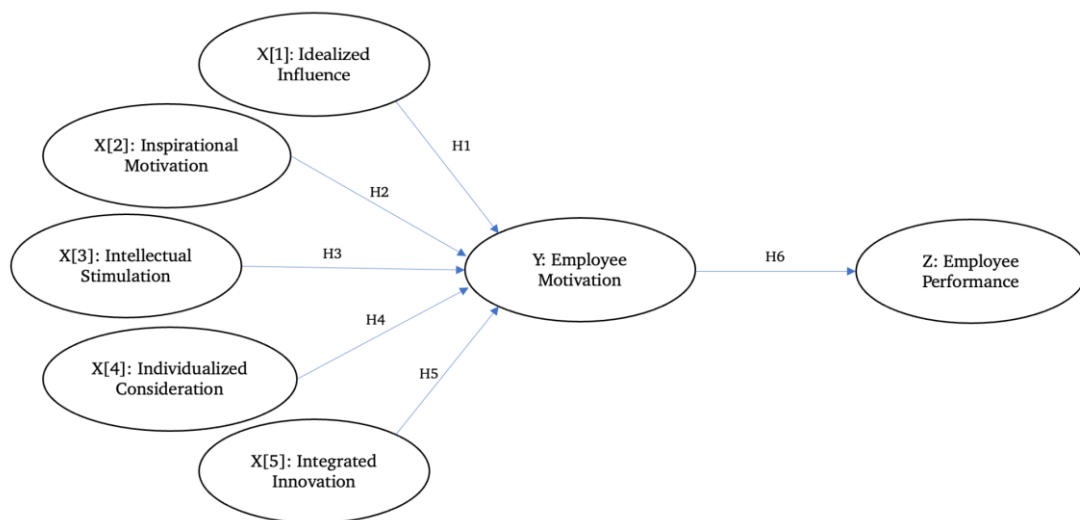 X[1]: Idealized
Influence
H1
X[2]: Inspirational
Motivation
H2
X[3]: Intellectual
Stimulation
H3
Y: Employee
Motivation
H6
Z: Employee
Performance
H4
X[4]: Individualized
Consideration
H5
X[5]: Integrated
Innovation